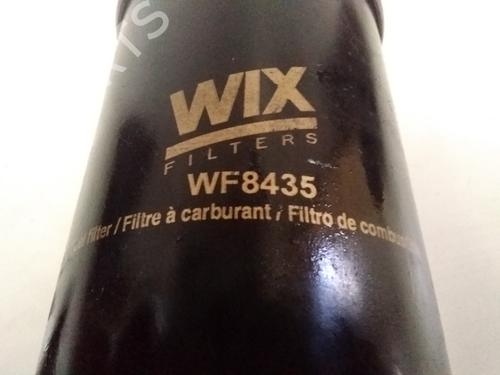 WIX
FILTERS
WF8435
filter / Filtre à carburant / Filtro de